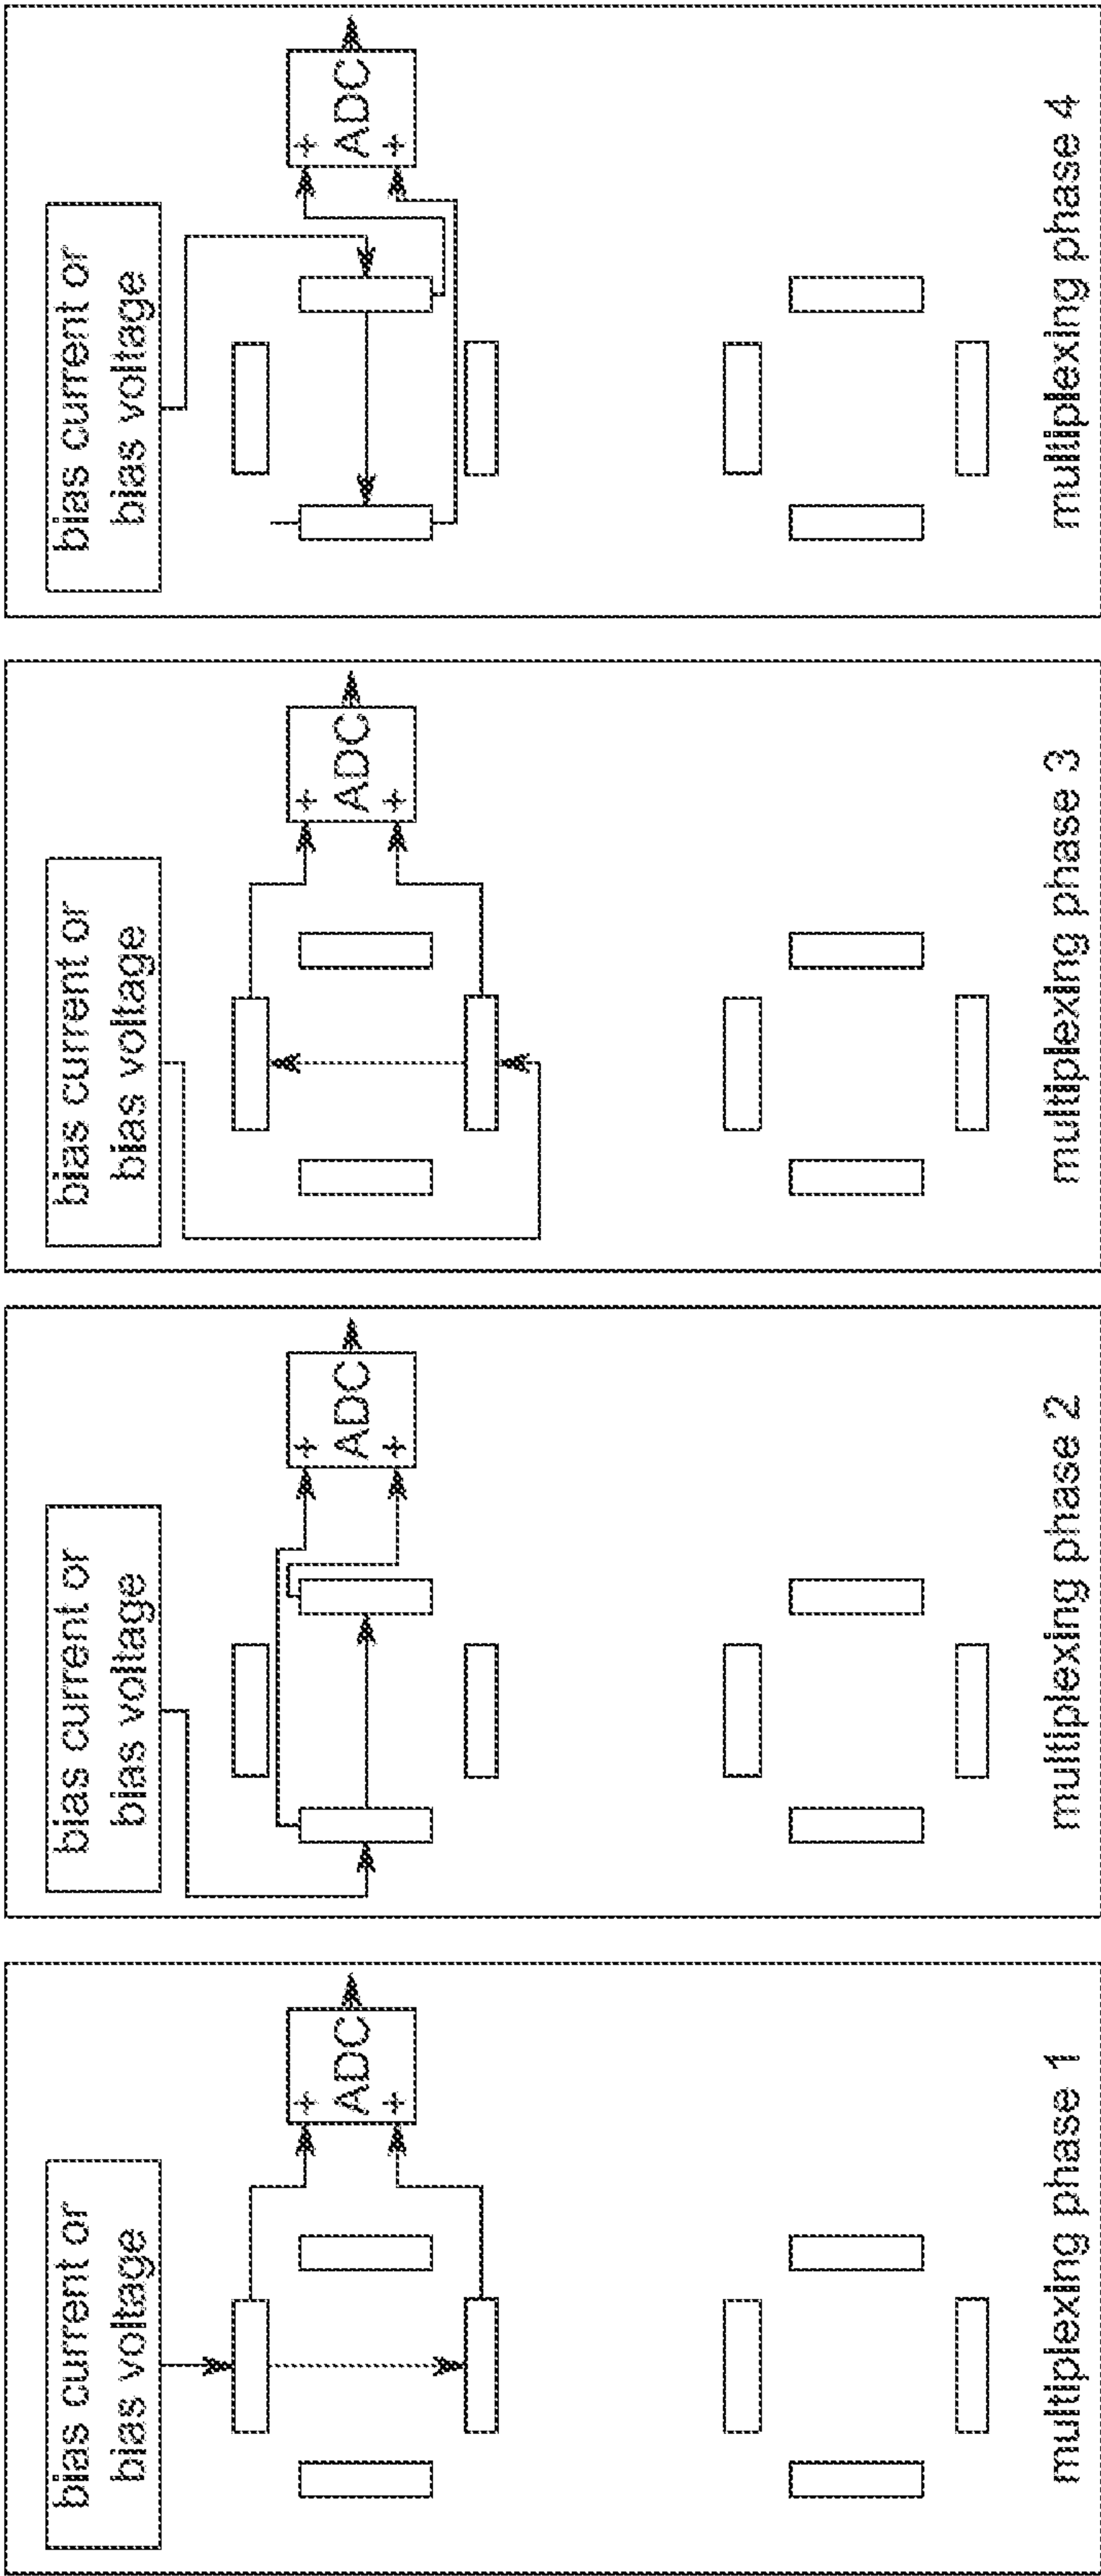 bias current or
bias voltage
+
ADC
+
multiplexing phase 1
bias current or
bias voltage
+
ADC
+
multiplexing phase 2
bias current or
bias voltage
+
ADC
+
multiplexing phase 3
bias current or
bias voltage
+
ADC
+
multiplexing phase 4